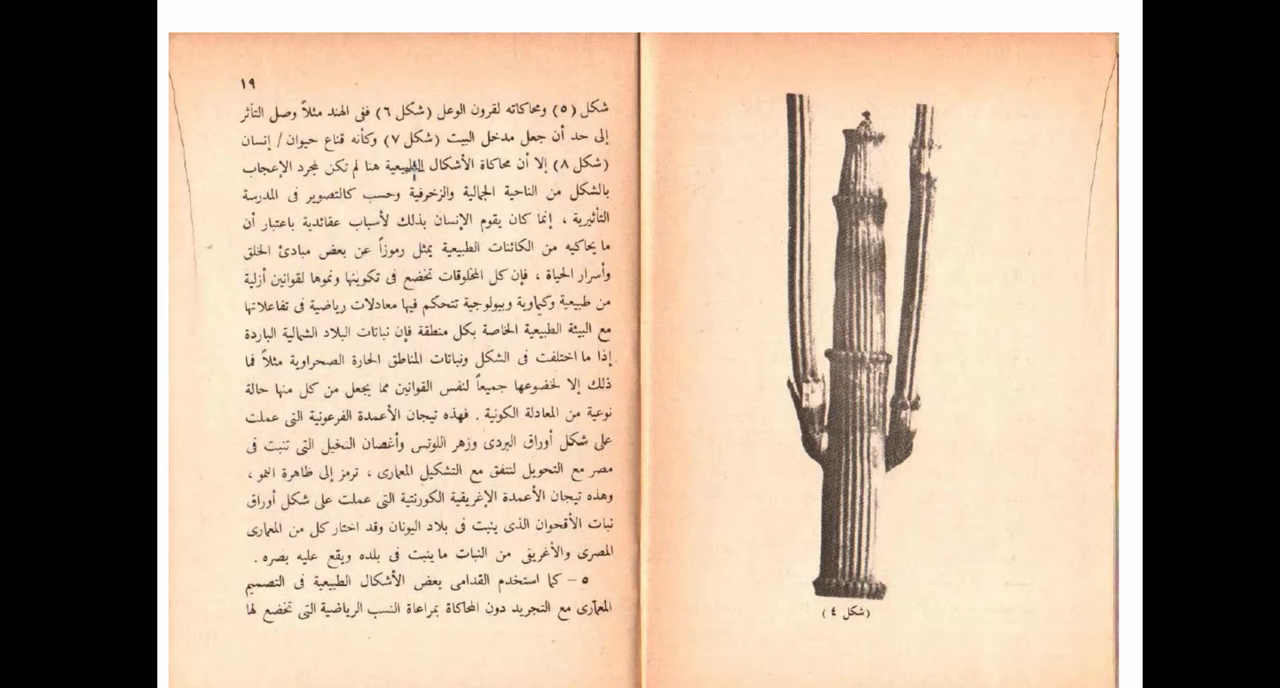 ١٩
شكل (٥) ومحاكاته لقرون الوعل (شكل ٦) ففى الهند مثلاً وصل التأثر
إلى حد أن جعل مدخل البيت (شكل ٧) وكأنه قناع حيوان / إنسان
(شكل ٨) إلا أن محاكاة الأشكال الطبيعية هنا لم تكن لمجرد الإعجاب
بالشكل من الناحية الجمالية والزخرفية وحسب كالتصوير فى المدرسة
التأثيرية ، إنما كان يقوم الإنسان بذلك لأسباب عقائدية باعتبار أن
ما يحاكيه من الكائنات الطبيعية يمثل رموزاً عن بعض مبادئ الخلق
وأسرار الحياة ، فإن كل المخلوقات تخضع فى تكوينها ونموها لقوانين أزلية
من طبيعية وكيماوية وبيولوجية تتحكم فيها معادلات رياضية فى تفاعلاتها
مع البيئة الطبيعية الخاصة بكل منطقة فإن نباتات البلاد الشمالية الباردة
إذا ما اختلفت فى الشكل ونباتات المناطق الحارة الصحراوية مثلاً فما
ذلك إلا لخضوعها جميعاً لنفس القوانين مما يجعل من كل منها حالة
نوعية من المعادلة الكونية . فهذه تيجان الأعمدة الفرعونية التى عملت
على شكل أوراق البردى وزهر اللوتس وأغصان النخيل التى تنبت فى
مصر مع التحويل لتتفق مع التشكيل المعمارى ، ترمز إلى ظاهرة النمو ،
وهذه تيجان الأعمدة الإغريقية الكورنثية التى عملت على شكل أوراق
نبات الأقحوان الذى ينبت فى بلاد اليونان وقد اختار كل من المعمارى
المصرى والأغريقى من النبات ما ينبت فى بلده ويقع عليه بصره .
٥ – كما استخدم القدامى بعض الأشكال الطبيعية فى التصميم
المعمارى مع التجريد دون المحاكاة بمراعاة النسب الرياضية التى تخضع لها
(شكل ٤)